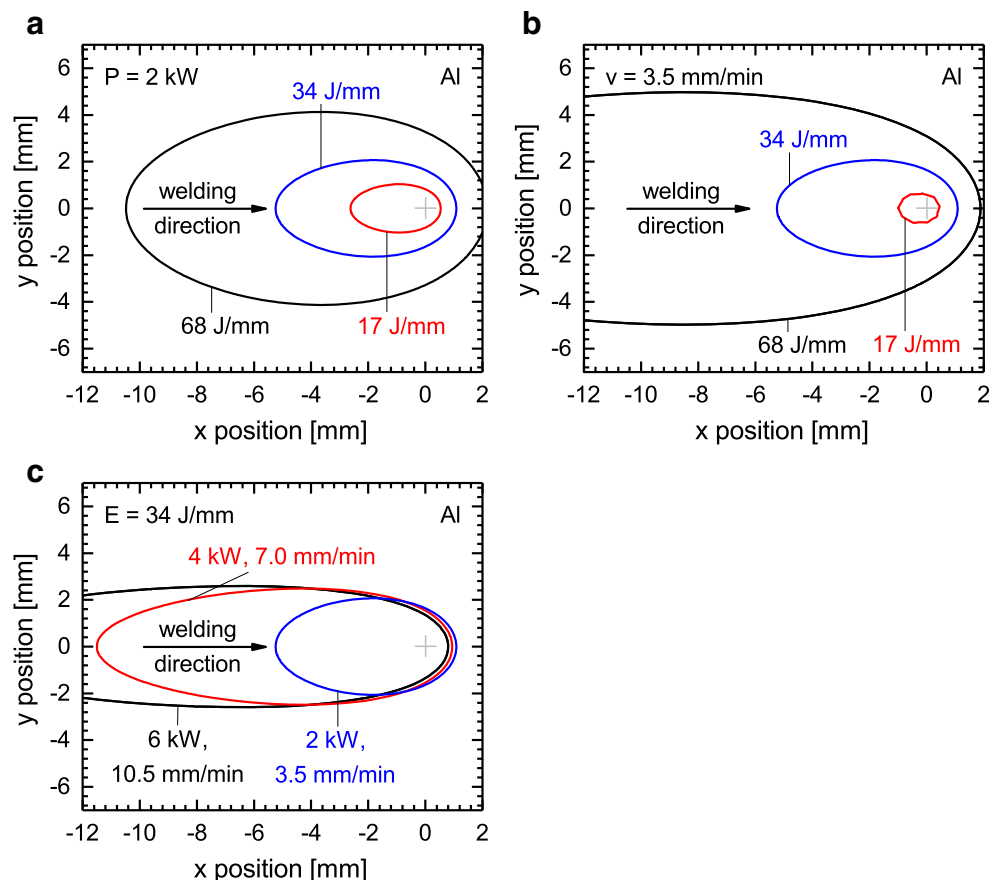 a
P = 2 kW
Al
34 J/mm
welding
direction
68 J/mm
17 J/mm
y position [mm]
6
4
2
0
-2
-4
-6
-12 -10 -8 -6 -4 -2 0 2
x position [mm]
b
v = 3.5 mm/min
Al
34 J/mm
welding
direction
68 J/mm
17 J/mm
y position [mm]
6
4
2
0
-2
-4
-6
-12 -10 -8 -6 -4 -2 0 2
x position [mm]
c
E = 34 J/mm
Al
4 kW, 7.0 mm/min
welding
direction
6 kW,
10.5 mm/min
2 kW,
3.5 mm/min
y position [mm]
6
4
2
0
-2
-4
-6
-12 -10 -8 -6 -4 -2 0 2
x position [mm]